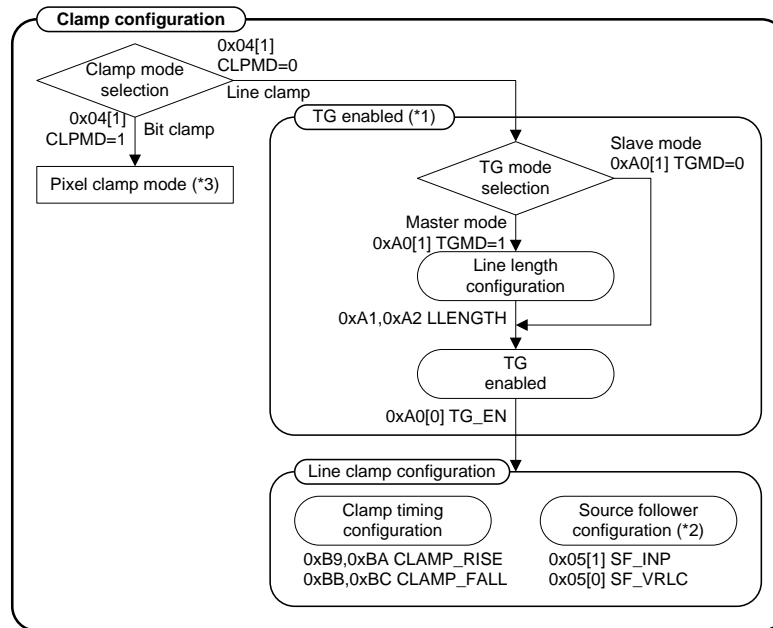 Clamp configuration
0x04[1]
CLPMD=0
Clamp mode
selection
Line clamp
0x04[1]
CLPMD=1
Bit clamp
Pixel clamp mode (*3)
TG enabled (*1)
Slave mode
0xA0[1] TGMD=0
TG mode
selection
Master mode
0xA0[1] TGMD=1
Line length
configuration
0xA1,0xA2 LLENGTH
TG
enabled
0xA0[0] TG_EN
Line clamp configuration
Clamp timing
configuration
0xB9,0xBA CLAMP_RISE
0xBB,0xBC CLAMP_FALL
Source follower
configuration (*2)
0x05[1] SF_INP
0x05[0] SF_VRLC